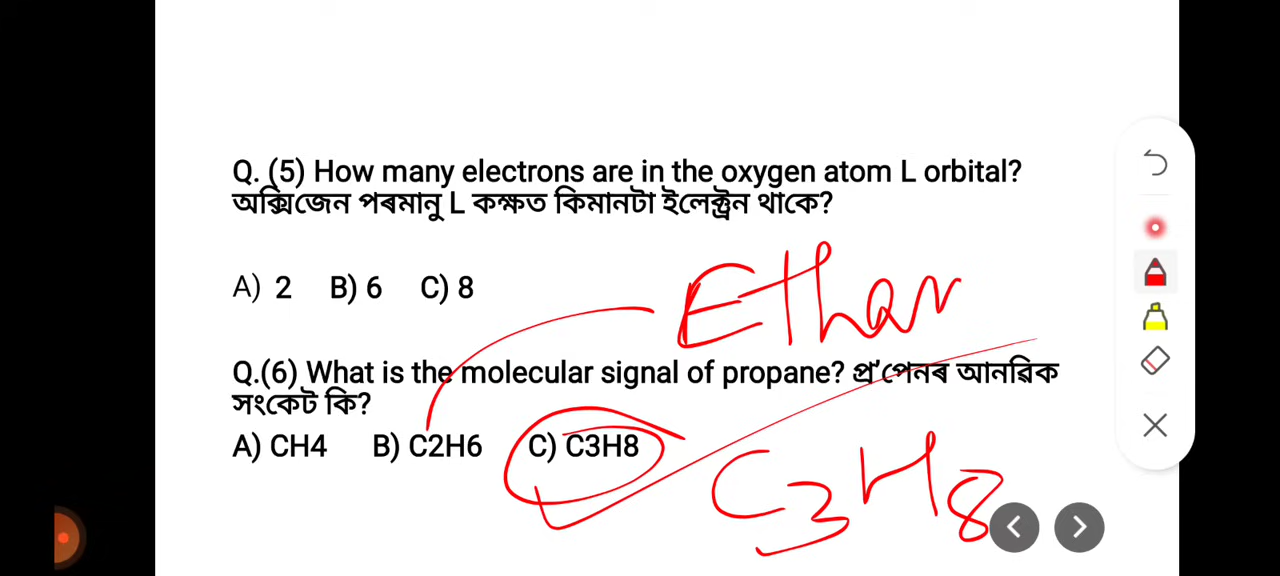 Q. (5) How many electrons are in the oxygen atom L orbital?
অক্সিজেন পৰমানু L কক্ষত কিমানটা ইলেক্ট্ৰন থাকে?
A) 2 B) 6 C) 8
Ethan
Q.(6) What is the molecular signal of propane? প্ৰ'পেনৰ আনৱিক
সংকেট কি?
A) CH4 B) C2H6 C) C3H8
C3H8